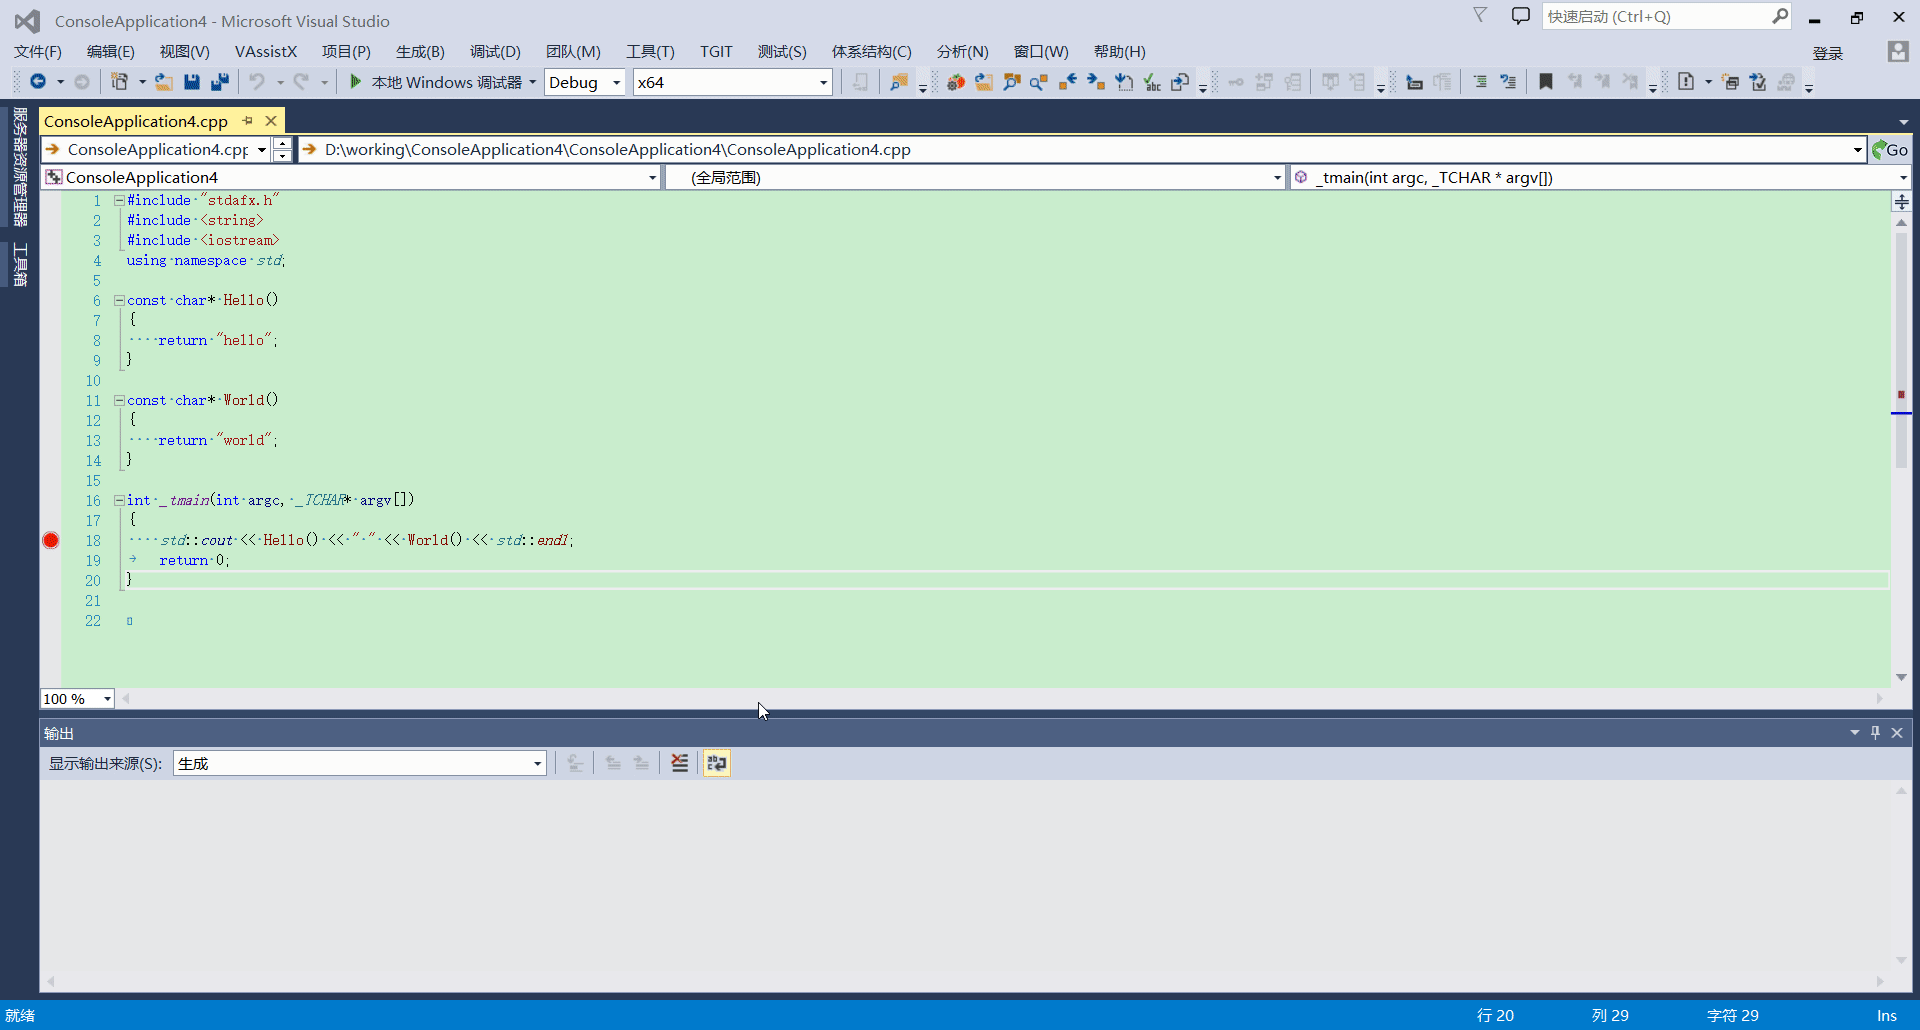 ConsoleApplication4 - Microsoft Visual Studio
快速启动 (Ctrl+Q)
文件(F) 编辑(E) 视图(V) VAssistX 项目(P) 生成(B) 调试(D) 团队(M) 工具(T) TGIT 测试(S) 体系结构(C) 分析(N) 窗口(W) 帮助(H)
登录
本地 Windows 调试器 Debug x64
服务器资源管理器
工具箱
ConsoleApplication4.cpp
ConsoleApplication4.cpp D:\working\ConsoleApplication4\ConsoleApplication4\ConsoleApplication4.cpp Go
ConsoleApplication4 (全局范围) _tmain(int argc, _TCHAR * argv[])
1 #include "stdafx.h"
2 #include <string>
3 #include <iostream>
4 using namespace std;
5
6 const char* Hello()
7 {
8 return "hello";
9 }
10
11 const char* World()
12 {
13 return "world";
14 }
15
16 int _tmain(int argc, _TCHAR* argv[])
17 {
18 std::cout << Hello() << " " << World() << std::endl;
19 return 0;
20 }
21
22
100 %
输出
显示输出来源(S): 生成
就绪 行 20 列 29 字符 29 Ins